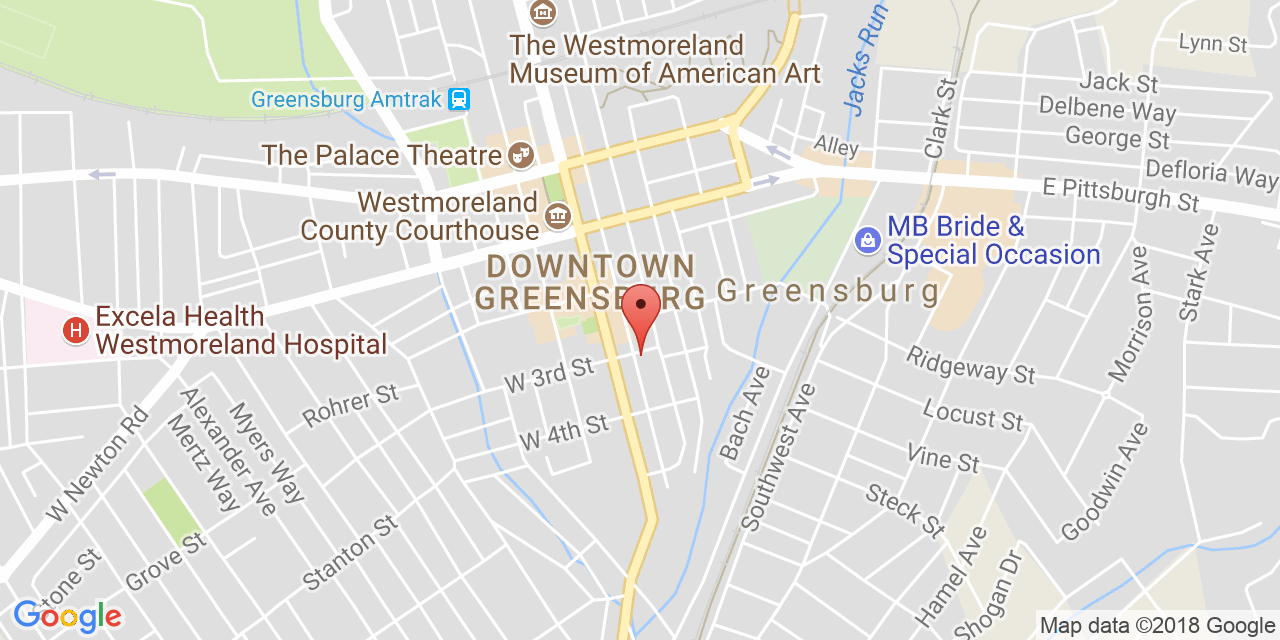 The Westmoreland
Museum of American Art
Jacks Run
Lynn St
Jack St
Delbene Way
George St
Greensburg Amtrak
Clark St
Alley
The Palace Theatre
Defloria Way
E Pittsburgh St
Westmoreland
County Courthouse
MB Bride &
Special Occasion
DOWNTOWN
GREENSBURG
Greensburg
Stark Ave
Morrison Ave
H
Excela Health
Westmoreland Hospital
W 3rd St
Ridgeway St
Rohrer St
Bach Ave
Locust St
W 4th St
Southwest Ave
Myers Way
Alexander Ave
Mertz Way
W Newton Rd
Vine St
Goodwin Ave
Steck St
Stanton St
Grove St
Stone St
Hamel Ave
Shogan Dr
Google
Map data ©2018 Google